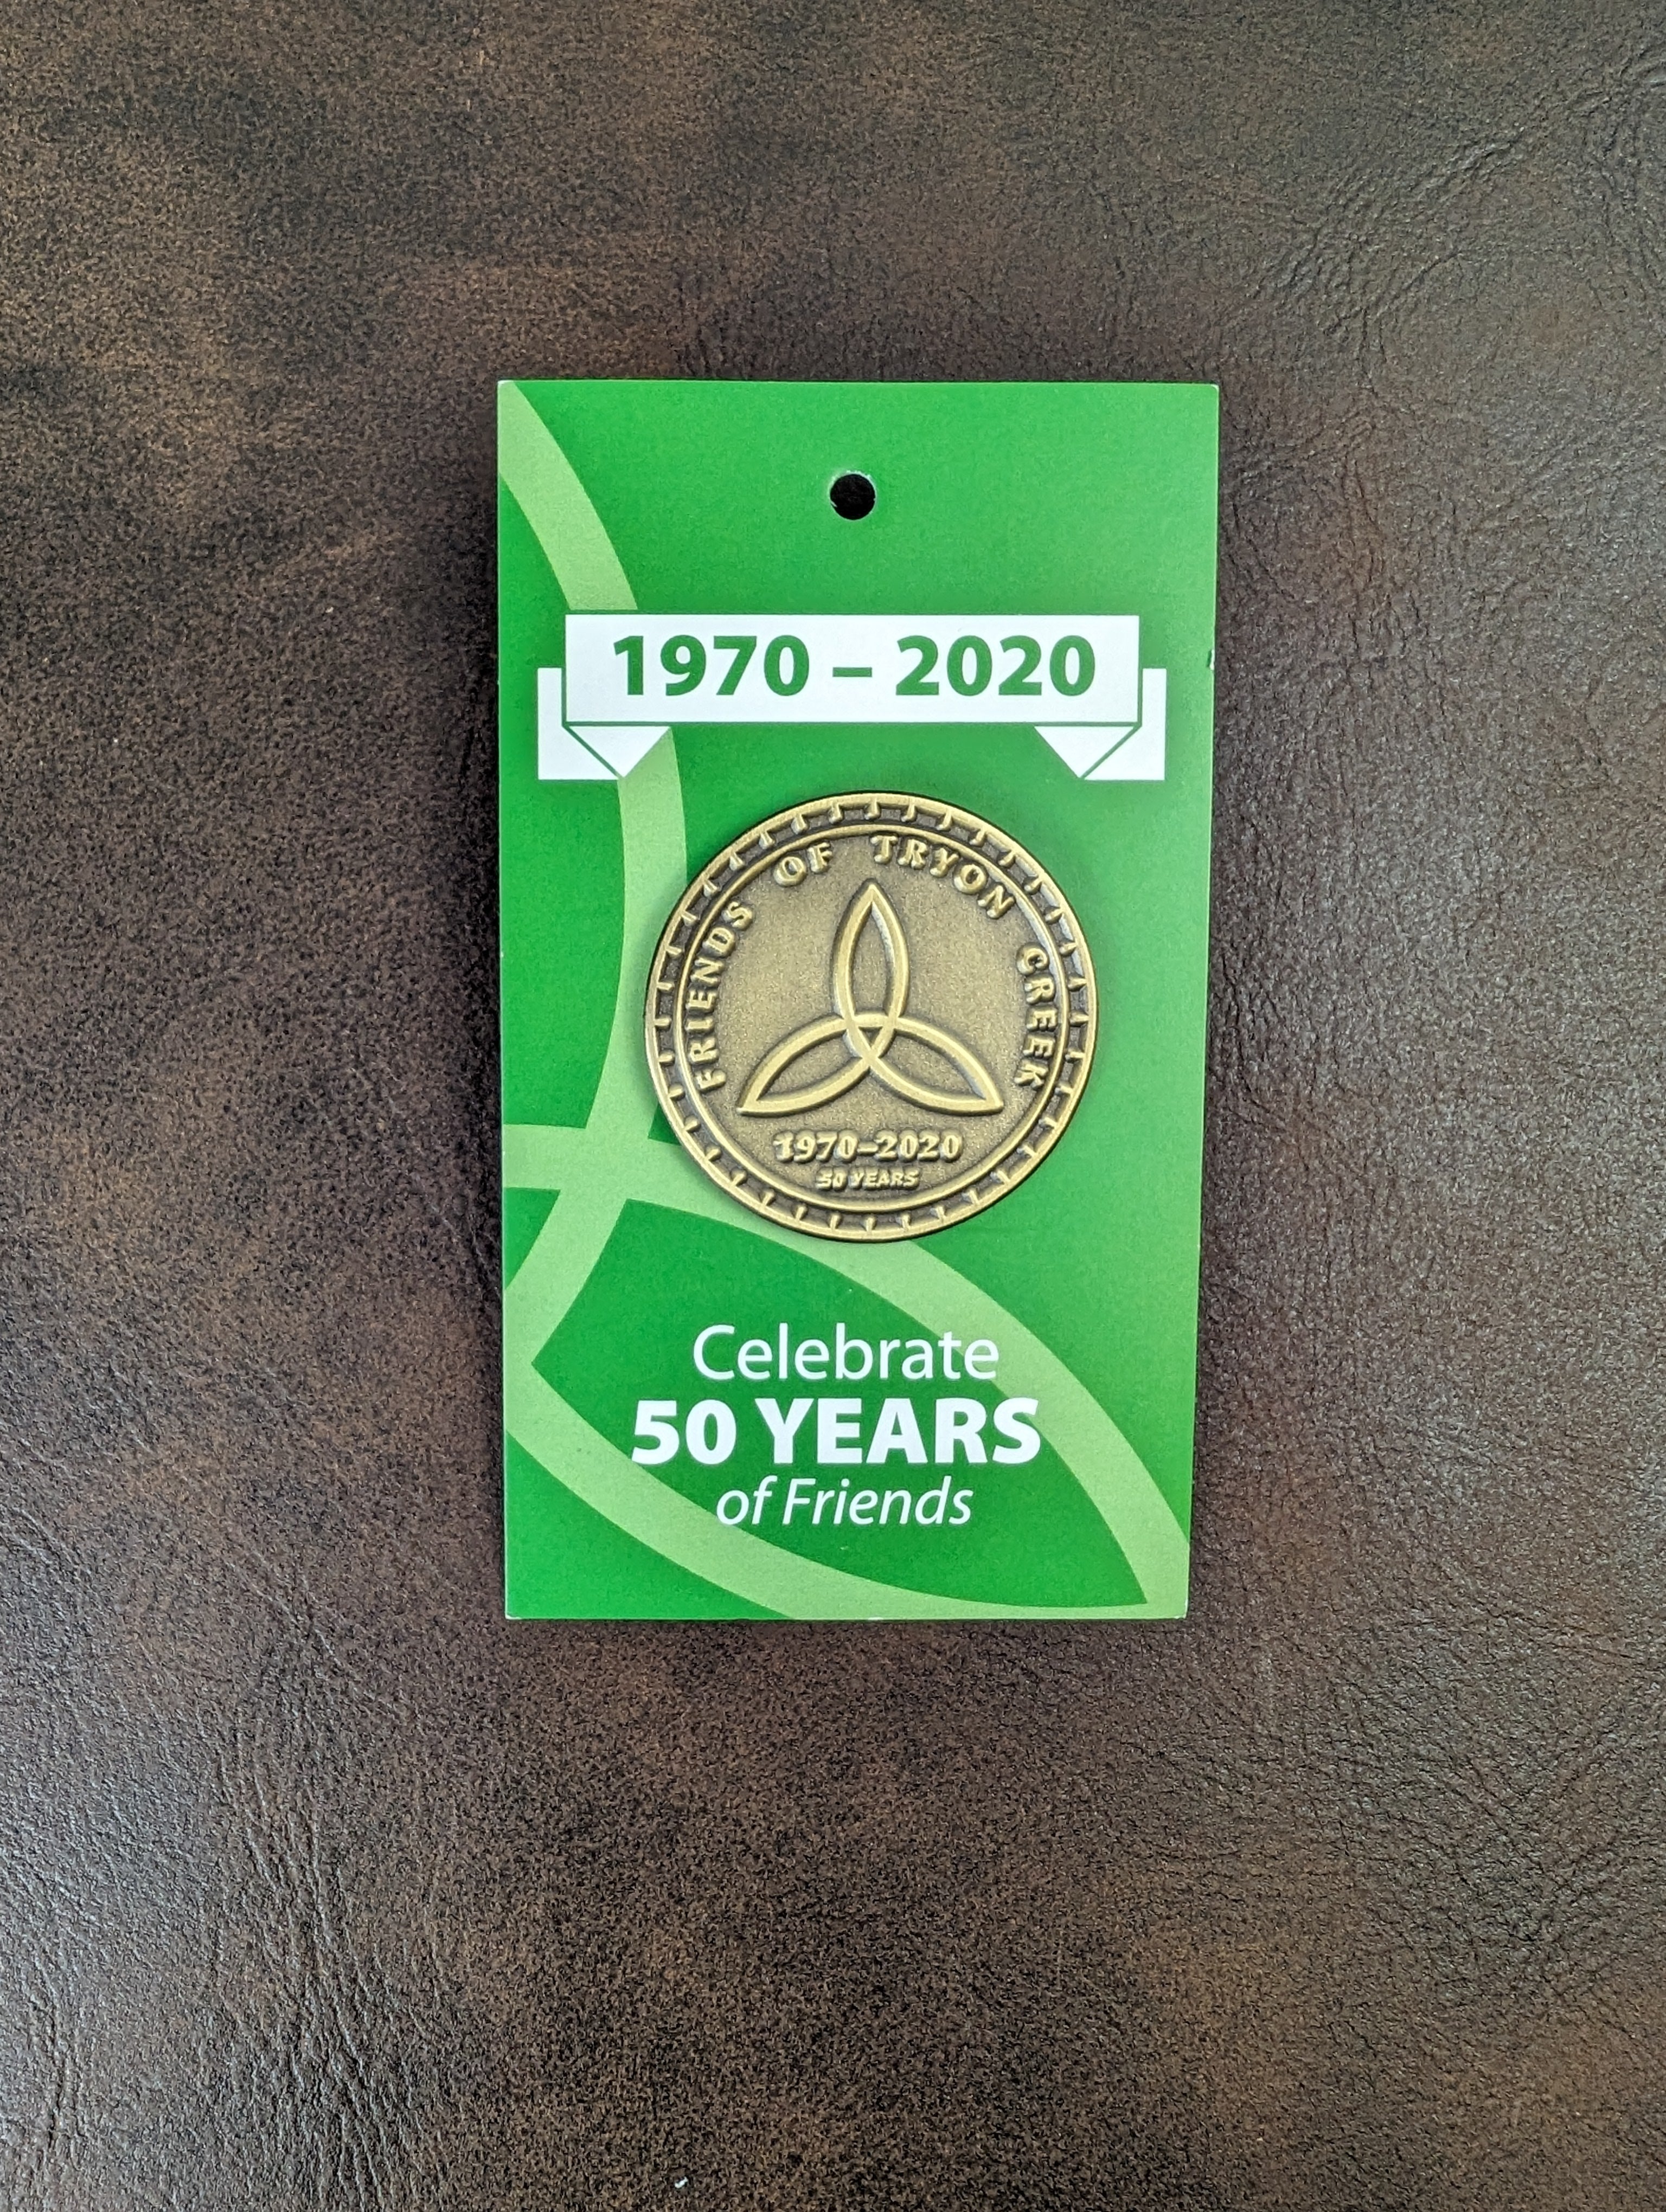 1970 – 2020
FRIENDS OF TRYON CREEK
1970–2020
50 YEARS
Celebrate
50 YEARS
of Friends